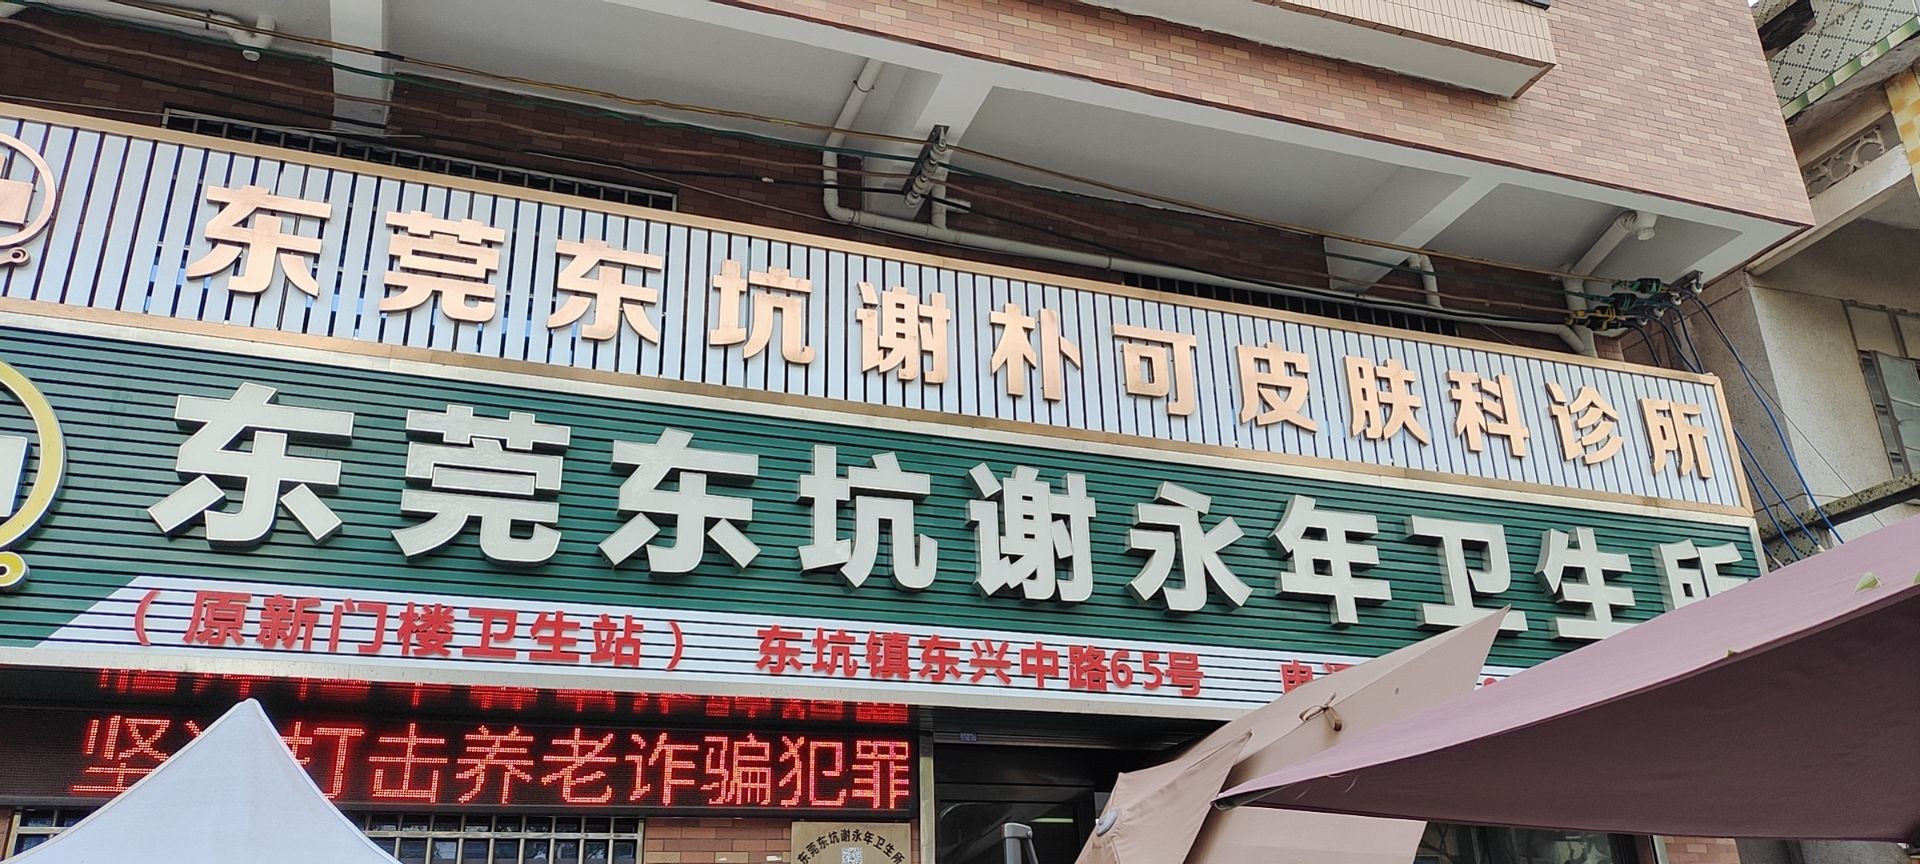 东莞东坑谢朴可皮肤科诊所
东莞东坑谢永年卫生所
（原新门楼卫生站） 东坑镇东兴中路65号 电
坚 打击养老诈骗犯罪
东莞东坑谢永年卫生所